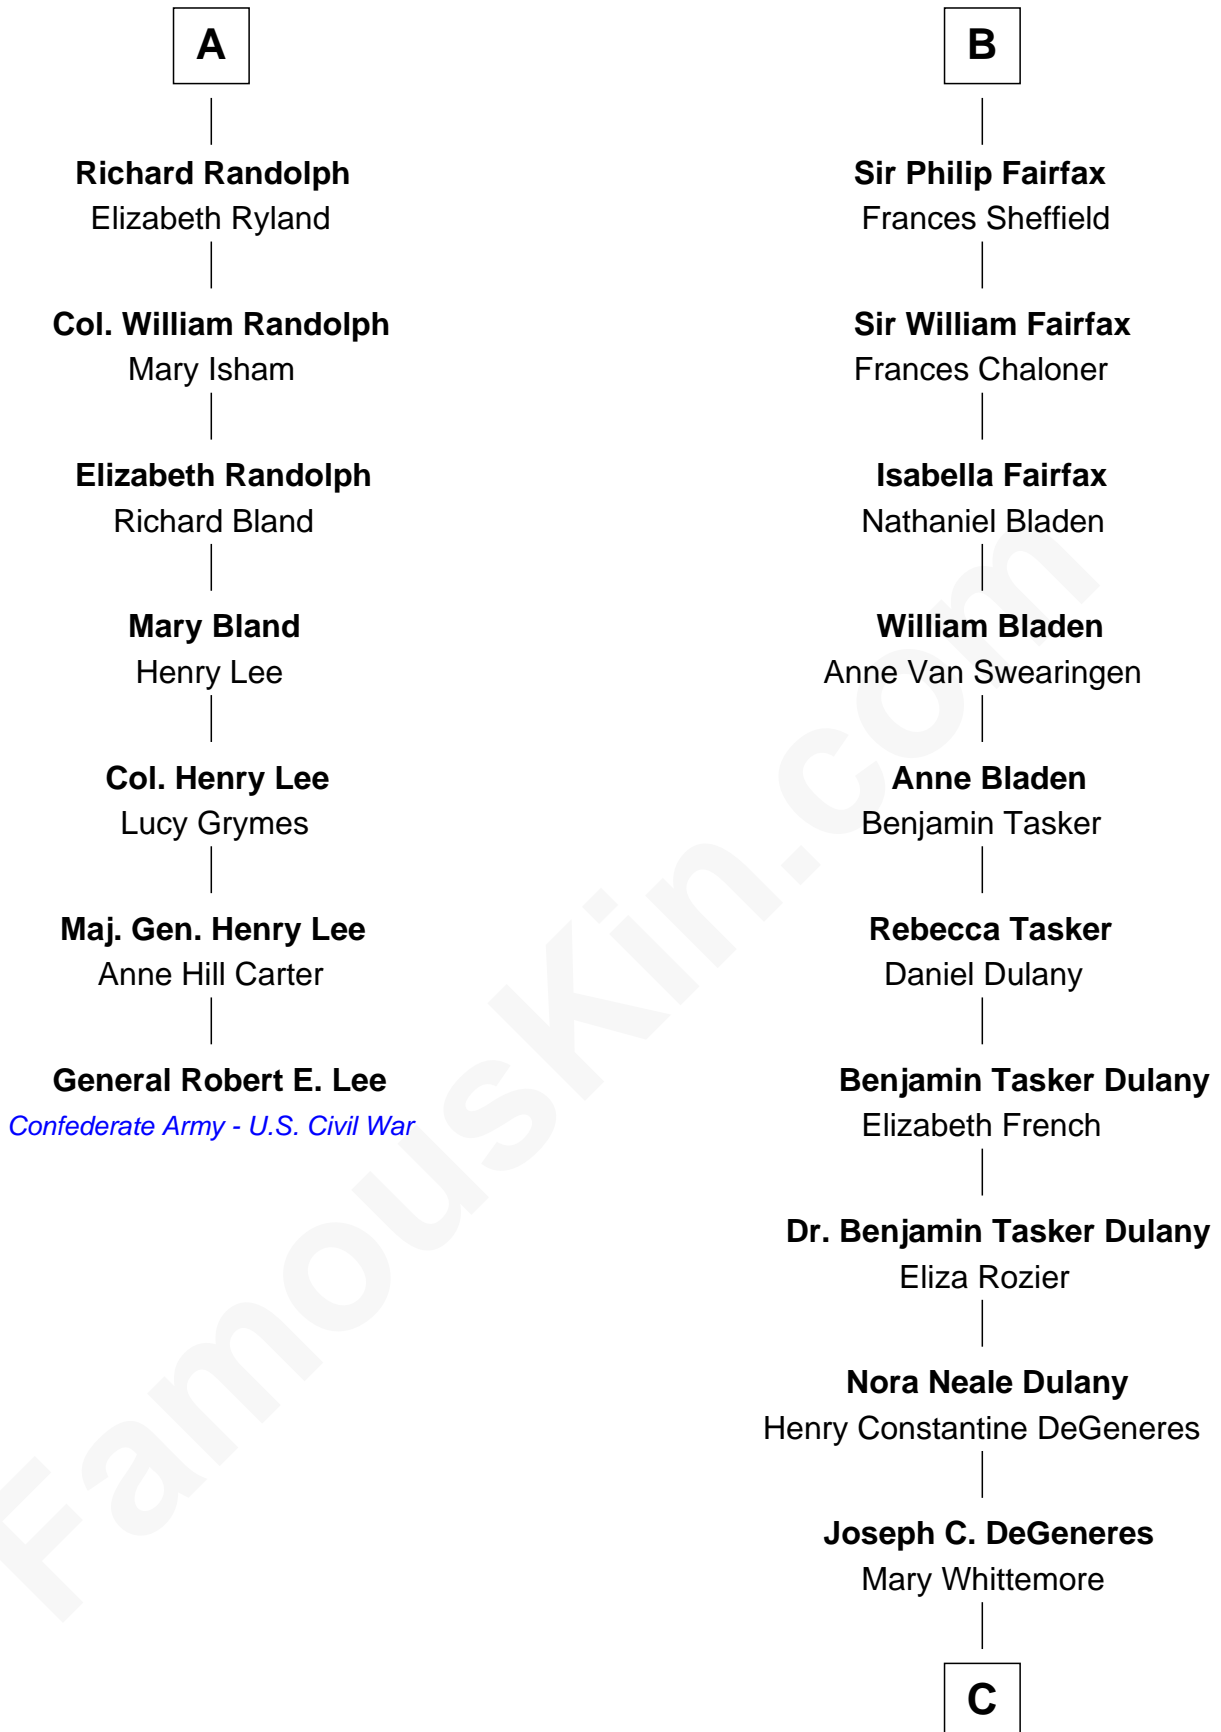 A
Richard Randolph
Elizabeth Ryland
Col. William Randolph
Mary Isham
Elizabeth Randolph
Richard Bland
Mary Bland
Henry Lee
Col. Henry Lee
Lucy Grymes
Maj. Gen. Henry Lee
Anne Hill Carter
General Robert E. Lee
Confederate Army - U.S. Civil War
B
Sir Philip Fairfax
Frances Sheffield
Sir William Fairfax
Frances Chaloner
Isabella Fairfax
Nathaniel Bladen
William Bladen
Anne Van Swearingen
Anne Bladen
Benjamin Tasker
Rebecca Tasker
Daniel Dulany
Benjamin Tasker Dulany
Elizabeth French
Dr. Benjamin Tasker Dulany
Eliza Rozier
Nora Neale Dulany
Henry Constantine DeGeneres
Joseph C. DeGeneres
Mary Whittemore
C
FamousKin.com